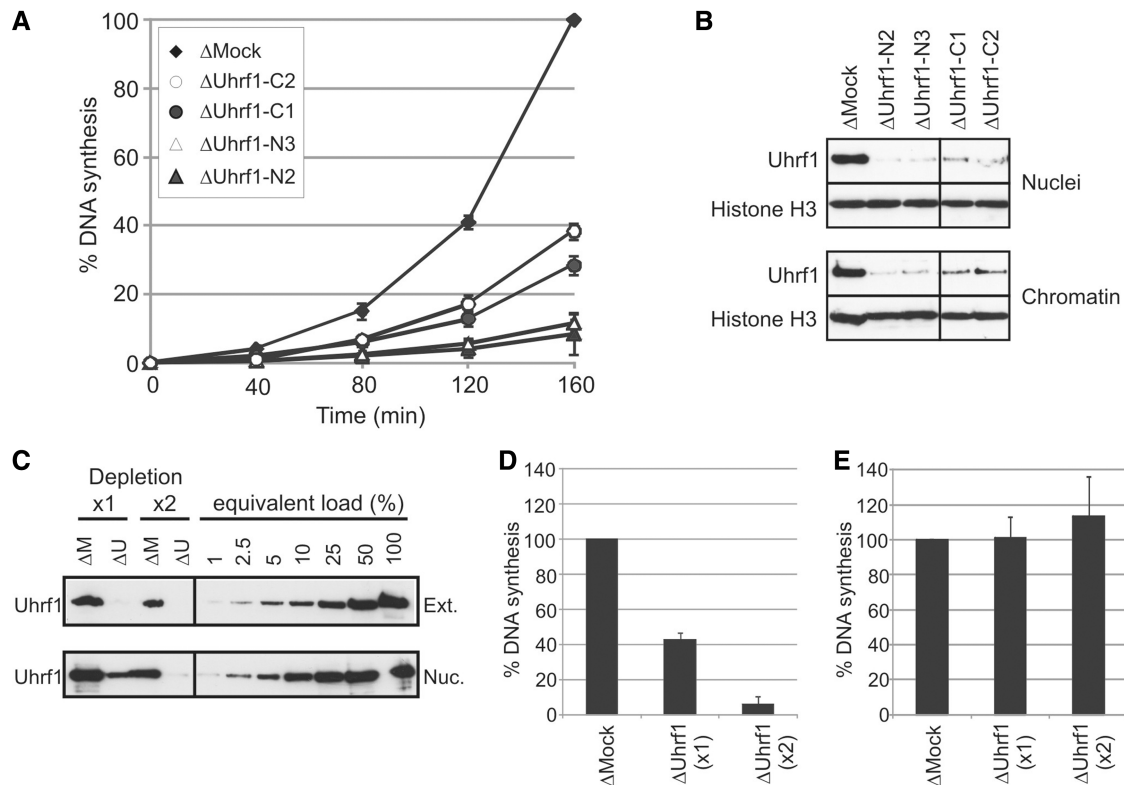 A
100
80
60
40
20
0
% DNA synthesis
ΔMock
ΔUhrf1-C2
ΔUhrf1-C1
ΔUhrf1-N3
ΔUhrf1-N2
0 40 80 120 160
Time (min)
B
ΔMock
ΔUhrf1-N2
ΔUhrf1-N3
ΔUhrf1-C1
ΔUhrf1-C2
Uhrf1
Histone H3
Nuclei
Uhrf1
Histone H3
Chromatin
C
Depletion
x1 x2 equivalent load (%)
ΔM ΔU ΔM ΔU 1 2.5 5 10 25 50 100
Uhrf1 Ext.
Uhrf1 Nuc.
D
140
120
100
80
60
40
20
0
% DNA synthesis
ΔMock
ΔUhrf1
(x1)
ΔUhrf1
(x2)
E
140
120
100
80
60
40
20
0
% DNA synthesis
ΔMock
ΔUhrf1
(x1)
ΔUhrf1
(x2)